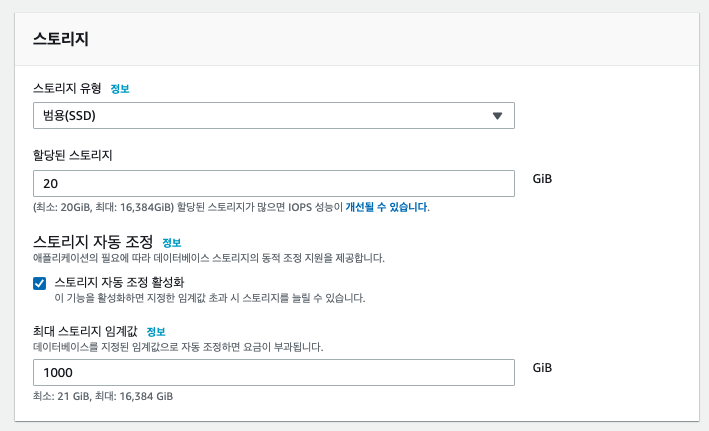 스토리지
스토리지 유형 정보
범용(SSD)
할당된 스토리지
20 GiB
(최소: 20GiB, 최대: 16,384GiB) 할당된 스토리지가 많으면 IOPS 성능이 개선될 수 있습니다.
스토리지 자동 조정 정보
애플리케이션의 필요에 따라 데이터베이스 스토리지의 동적 조정 지원을 제공합니다.
스토리지 자동 조정 활성화
이 기능을 활성화하면 지정한 임계값 초과 시 스토리지를 늘릴 수 있습니다.
최대 스토리지 임계값 정보
데이터베이스를 지정된 임계값으로 자동 조정하면 요금이 부과됩니다.
1000 GiB
최소: 21 GiB, 최대: 16,384 GiB